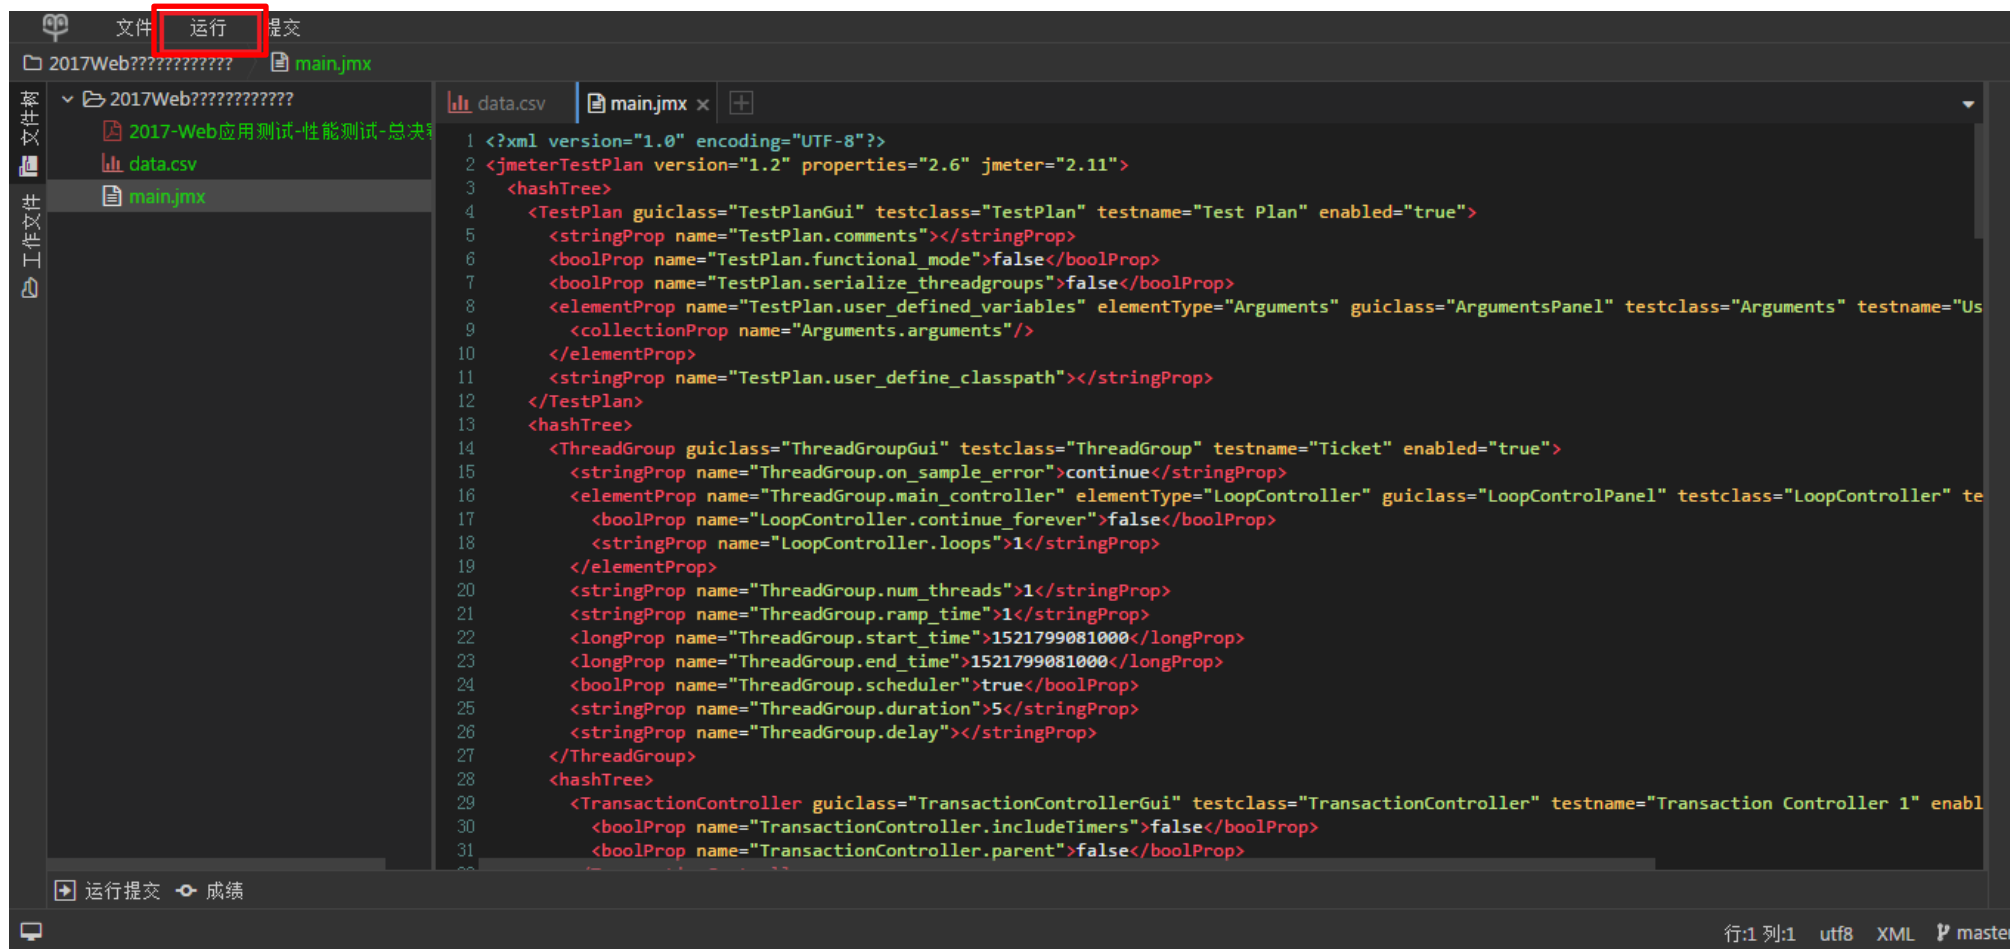 文件 运行 提交
2017Web???????????? main.jmx
文件树
工作文件
2017Web????????????
2017-Web应用测试-性能测试-总决
data.csv
main.jmx
data.csv main.jmx
1 <?xml version="1.0" encoding="UTF-8"?>
2 <jmeterTestPlan version="1.2" properties="2.6" jmeter="2.11">
3 <hashTree>
4 <TestPlan guiclass="TestPlanGui" testclass="TestPlan" testname="Test Plan" enabled="true">
5 <stringProp name="TestPlan.comments"></stringProp>
6 <boolProp name="TestPlan.functional_mode">false</boolProp>
7 <boolProp name="TestPlan.serialize_threadgroups">false</boolProp>
8 <elementProp name="TestPlan.user_defined_variables" elementType="Arguments" guiclass="ArgumentsPanel" testclass="Arguments" testname="Us
9 <collectionProp name="Arguments.arguments"/>
10 </elementProp>
11 <stringProp name="TestPlan.user_define_classpath"></stringProp>
12 </TestPlan>
13 <hashTree>
14 <ThreadGroup guiclass="ThreadGroupGui" testclass="ThreadGroup" testname="Ticket" enabled="true">
15 <stringProp name="ThreadGroup.on_sample_error">continue</stringProp>
16 <elementProp name="ThreadGroup.main_controller" elementType="LoopController" guiclass="LoopControlPanel" testclass="LoopController" te
17 <boolProp name="LoopController.continue_forever">false</boolProp>
18 <stringProp name="LoopController.loops">1</stringProp>
19 </elementProp>
20 <stringProp name="ThreadGroup.num_threads">1</stringProp>
21 <stringProp name="ThreadGroup.ramp_time">1</stringProp>
22 <longProp name="ThreadGroup.start_time">1521799081000</longProp>
23 <longProp name="ThreadGroup.end_time">1521799081000</longProp>
24 <boolProp name="ThreadGroup.scheduler">true</boolProp>
25 <stringProp name="ThreadGroup.duration">5</stringProp>
26 <stringProp name="ThreadGroup.delay"></stringProp>
27 </ThreadGroup>
28 <hashTree>
29 <TransactionController guiclass="TransactionControllerGui" testclass="TransactionController" testname="Transaction Controller 1" enabl
30 <boolProp name="TransactionController.includeTimers">false</boolProp>
31 <boolProp name="TransactionController.parent">false</boolProp>
运行提交 成绩
行:1 列:1 utf8 XML master